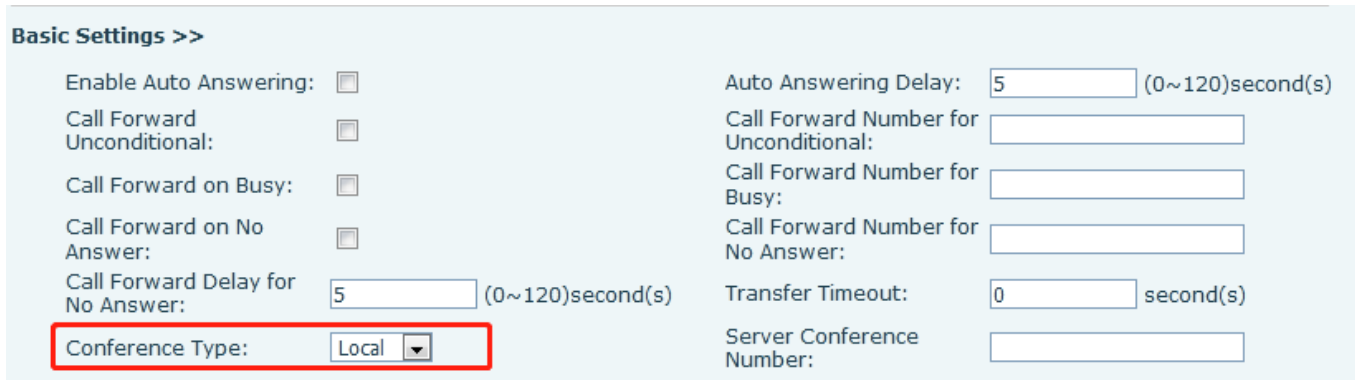 Basic Settings >>
Enable Auto Answering:
Auto Answering Delay: 5 (0~120)second(s)
Call Forward
Unconditional:
Call Forward Number for
Unconditional:
Call Forward on Busy:
Call Forward Number for
Busy:
Call Forward on No
Answer:
Call Forward Number for
No Answer:
Call Forward Delay for
No Answer:
5 (0~120)second(s)
Transfer Timeout: 0 second(s)
Conference Type: Local
Server Conference
Number: